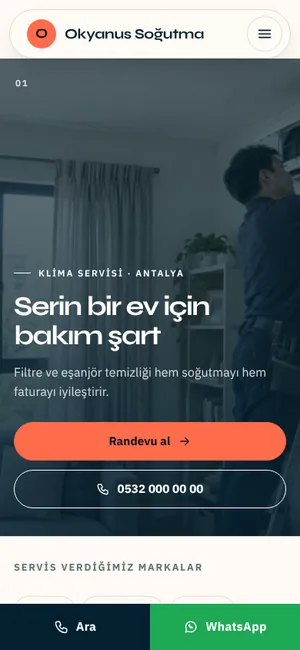 O Okyanus Soğutma
01
KLİMA SERVİSİ · ANTALYA
Serin bir ev için
bakım şart
Filtre ve eşanjör temizliği hem soğutmayı hem
faturayı iyileştirir.
Randevu al →
0532 000 00 00
SERVİS VERDİĞİMİZ MARKALAR
Ara
WhatsApp